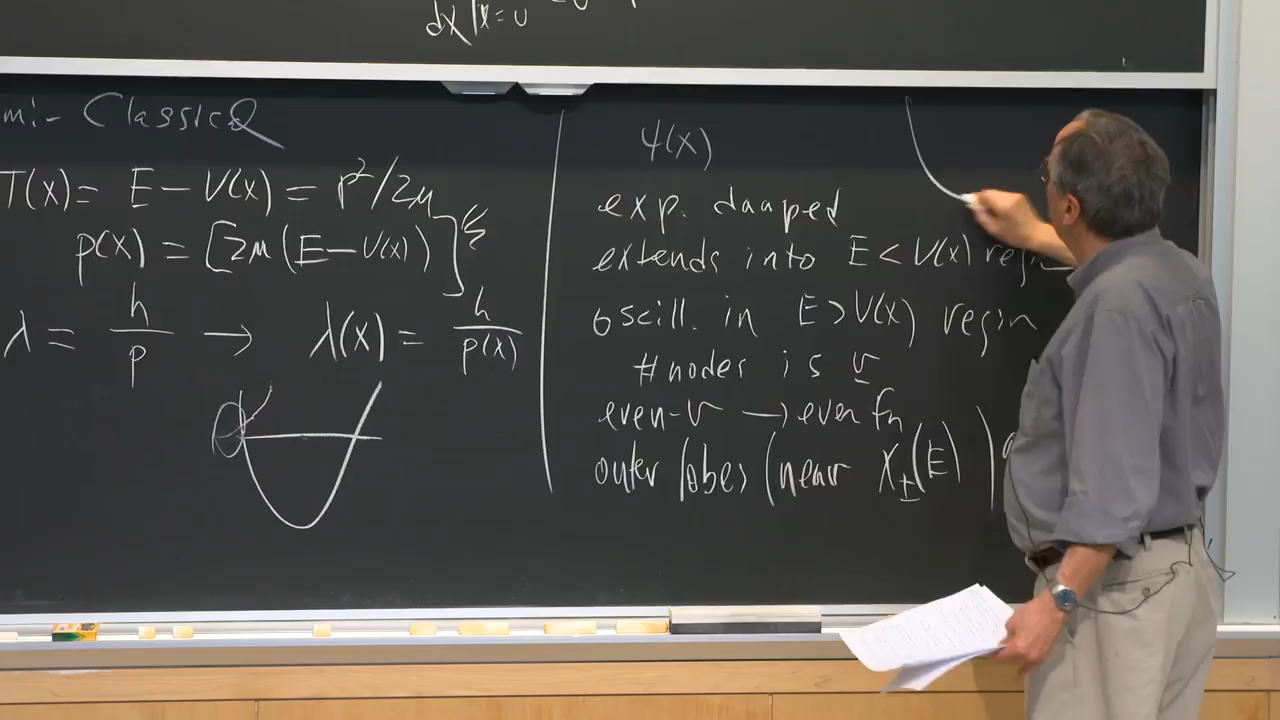 dx|x=0
mi-Classical
T(x) = E − V(x) = p²/2μ
p(x) = [2μ(E−V(x))]^½
λ = h/p → λ(x) = h/p(x)
ψ(x)
exp. damped
extends into E < V(x) region
oscill. in E > V(x) region
# nodes is v
even-v → even fn
outer lobes (near x±(E))